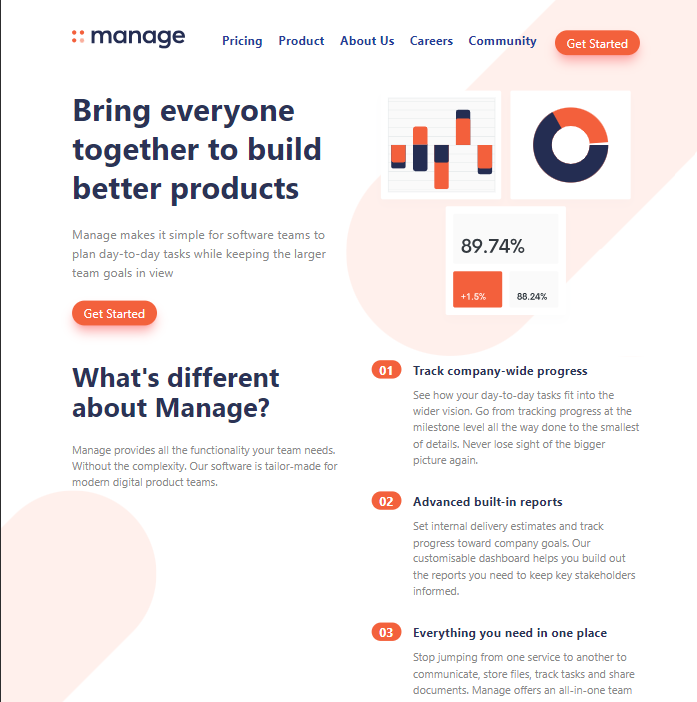 manage
Pricing Product About Us Careers Community Get Started
Bring everyone
together to build
better products
Manage makes it simple for software teams to
plan day-to-day tasks while keeping the larger
team goals in view
Get Started
89.74%
+1.5% 88.24%
What's different
about Manage?
Manage provides all the functionality your team needs.
Without the complexity. Our software is tailor-made for
modern digital product teams.
01 Track company-wide progress
See how your day-to-day tasks fit into the
wider vision. Go from tracking progress at the
milestone level all the way done to the smallest
of details. Never lose sight of the bigger
picture again.
02 Advanced built-in reports
Set internal delivery estimates and track
progress toward company goals. Our
customisable dashboard helps you build out
the reports you need to keep key stakeholders
informed.
03 Everything you need in one place
Stop jumping from one service to another to
communicate, store files, track tasks and share
documents. Manage offers an all-in-one team